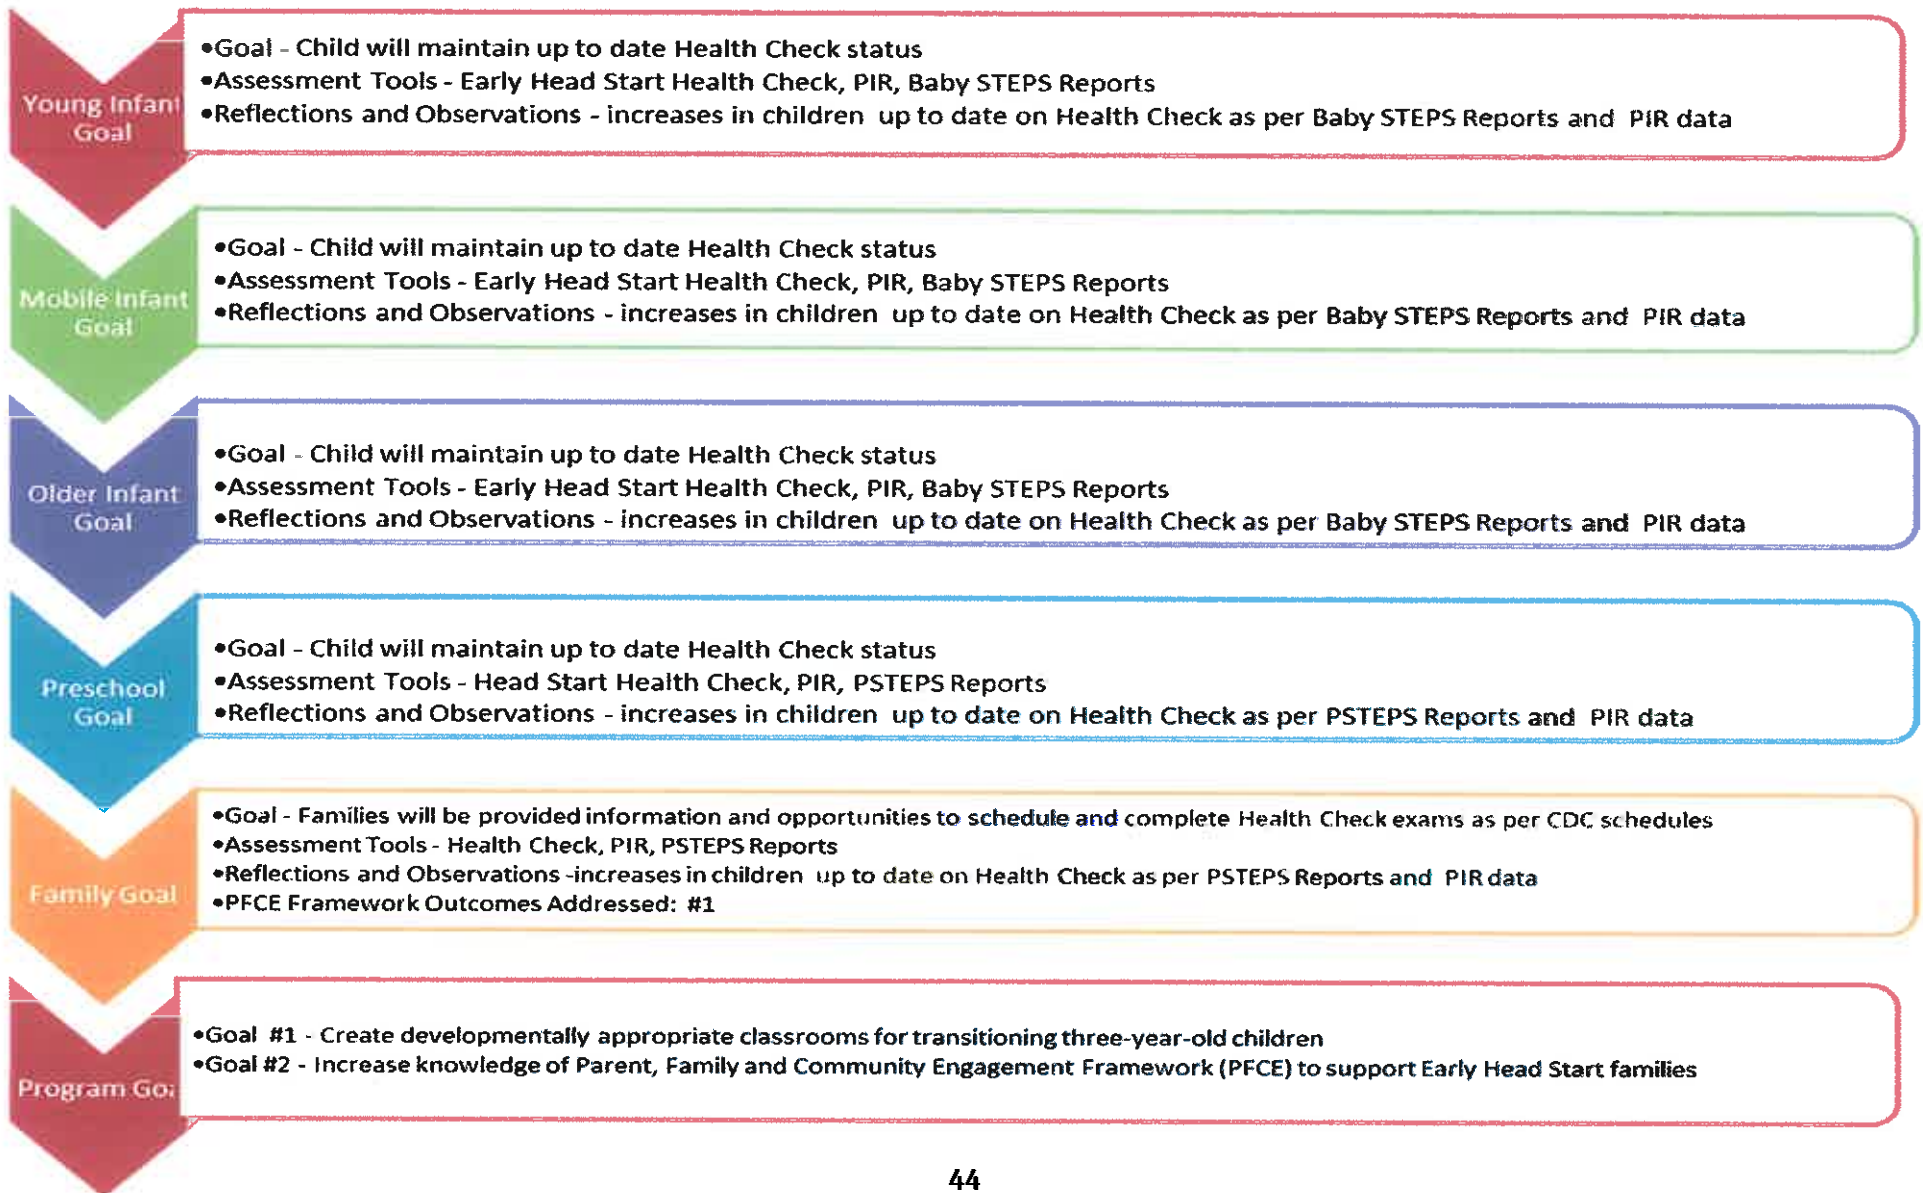 Young Infant
Goal
•Goal - Child will maintain up to date Health Check status
•Assessment Tools - Early Head Start Health Check, PIR, Baby STEPS Reports
•Reflections and Observations - increases in children up to date on Health Check as per Baby STEPS Reports and PIR data
Mobile Infant
Goal
•Goal - Child will maintain up to date Health Check status
•Assessment Tools - Early Head Start Health Check, PIR, Baby STEPS Reports
•Reflections and Observations - increases in children up to date on Health Check as per Baby STEPS Reports and PIR data
Older Infant
Goal
•Goal - Child will maintain up to date Health Check status
•Assessment Tools - Early Head Start Health Check, PIR, Baby STEPS Reports
•Reflections and Observations - increases in children up to date on Health Check as per Baby STEPS Reports and PIR data
Preschool
Goal
•Goal - Child will maintain up to date Health Check status
•Assessment Tools - Head Start Health Check, PIR, PSTEPS Reports
•Reflections and Observations - increases in children up to date on Health Check as per PSTEPS Reports and PIR data
Family Goal
•Goal - Families will be provided information and opportunities to schedule and complete Health Check exams as per CDC schedules
•Assessment Tools - Health Check, PIR, PSTEPS Reports
•Reflections and Observations -increases in children up to date on Health Check as per PSTEPS Reports and PIR data
•PFCE Framework Outcomes Addressed: #1
Program Goa
•Goal #1 - Create developmentally appropriate classrooms for transitioning three-year-old children
•Goal #2 - Increase knowledge of Parent, Family and Community Engagement Framework (PFCE) to support Early Head Start families
44